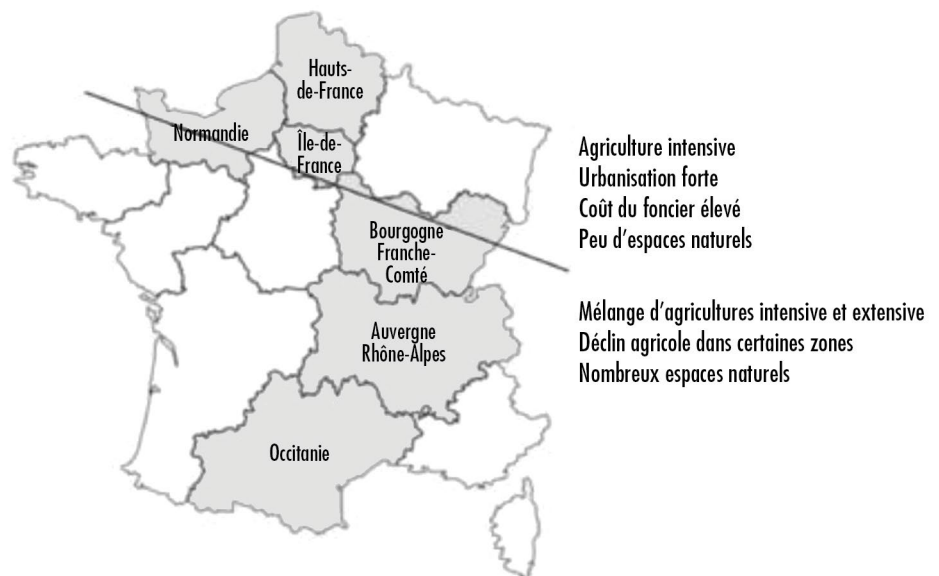 Hauts-
de-France
Normandie
Île-de-
France
Bourgogne
Franche-
Comté
Auvergne
Rhône-Alpes
Occitanie
Agriculture intensive
Urbanisation forte
Coût du foncier élevé
Peu d'espaces naturels
Mélange d'agricultures intensive et extensive
Déclin agricole dans certaines zones
Nombreux espaces naturels